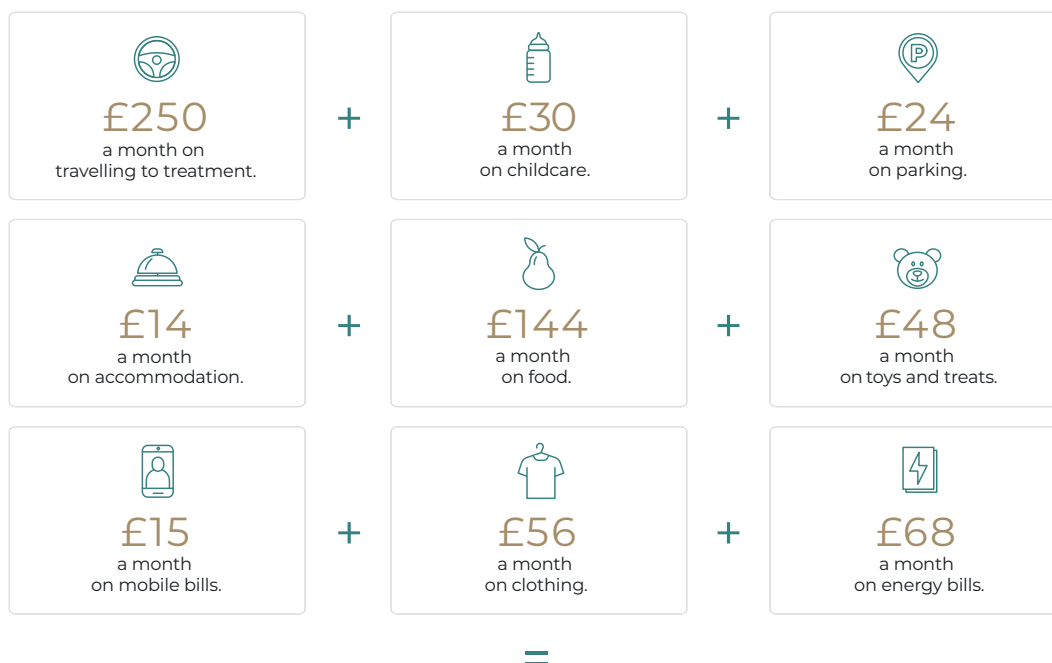 £250
a month on
travelling to treatment.
+
£30
a month
on childcare.
+
P
£24
a month
on parking.
£14
a month
on accommodation.
+
£144
a month
on food.
+
£48
a month
on toys and treats.
£15
a month
on mobile bills.
+
£56
a month
on clothing.
+
£68
a month
on energy bills.
=